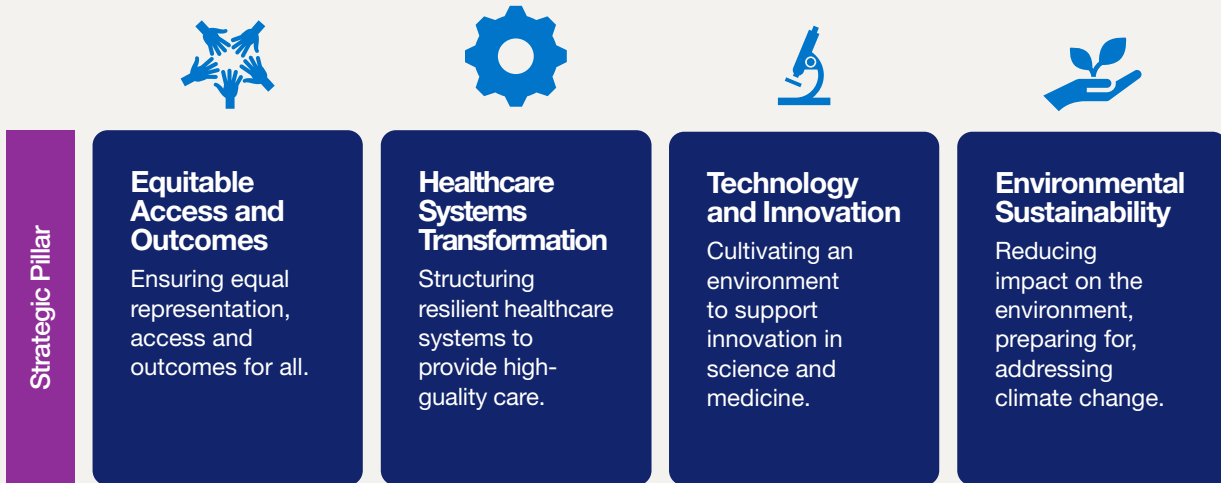 Strategic Pillar
Equitable
Access and
Outcomes
Ensuring equal
representation,
access and
outcomes for all.
Healthcare
Systems
Transformation
Structuring
resilient healthcare
systems to
provide high-
guality care.
Technology
and Innovation
Cultivating an
environment
to support
innovation in
science and
medicine.
Environmental
Sustainability
Reducing
impact on the
environment,
preparing for,
addressing
climate change.